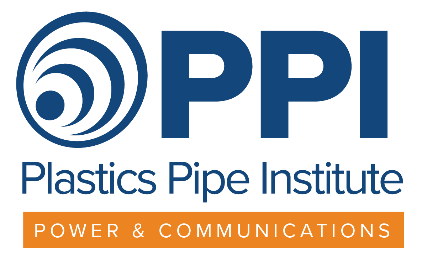 PPI
Plastics Pipe Institute
POWER & COMMUNICATIONS